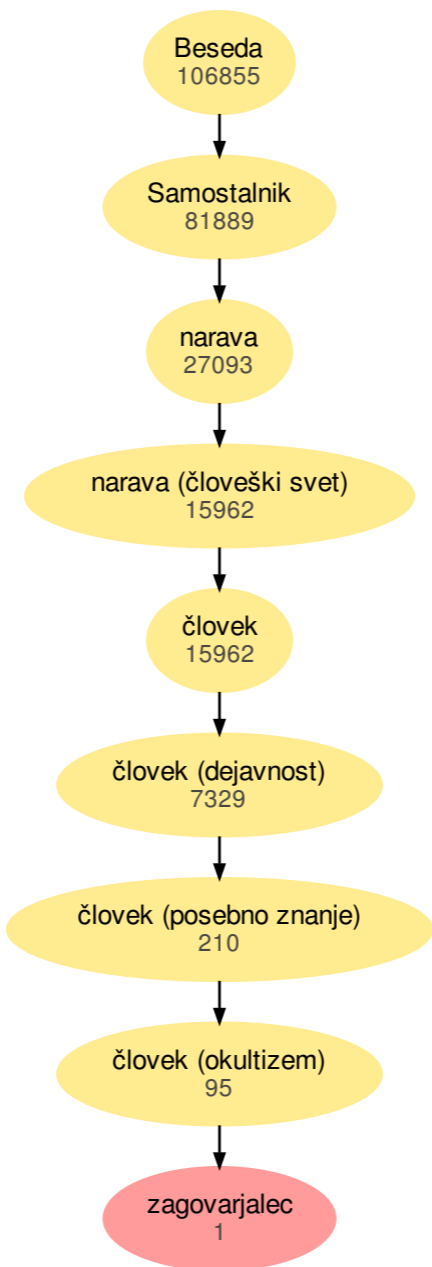 Beseda
106855
Samostalnik
81889
narava
27093
narava (človeški svet)
15962
človek
15962
človek (dejavnost)
7329
človek (posebno znanje)
210
človek (okultizem)
95
zagovarjalec
1